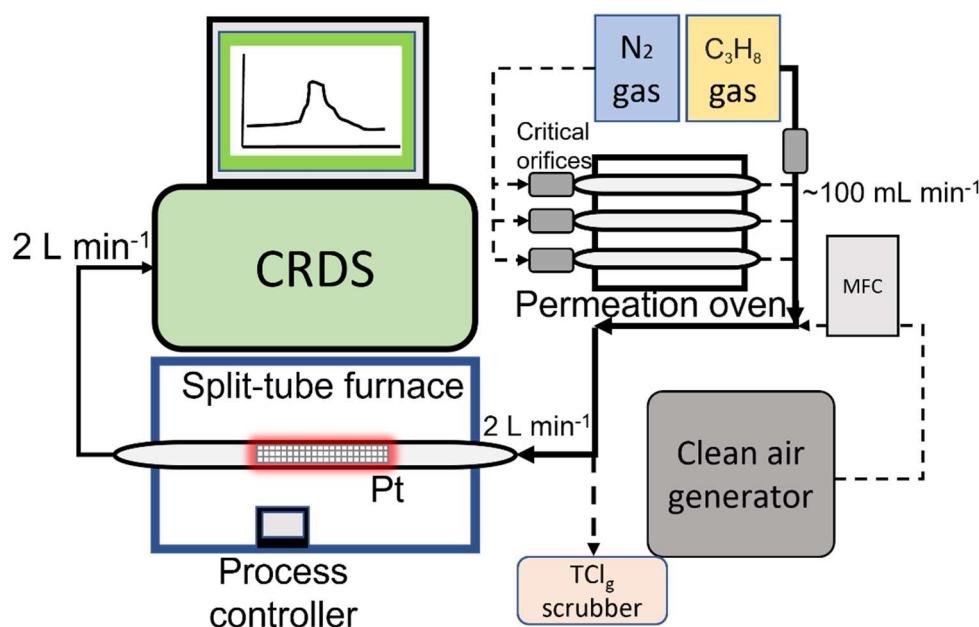 N₂
gas
C₃H₈
gas
Critical
orifices
~100 mL min⁻¹
2 L min⁻¹
CRDS
MFC
Permeation oven
Split-tube furnace
2 L min⁻¹
Pt
Clean air
generator
Process
controller
TCl₉
scrubber